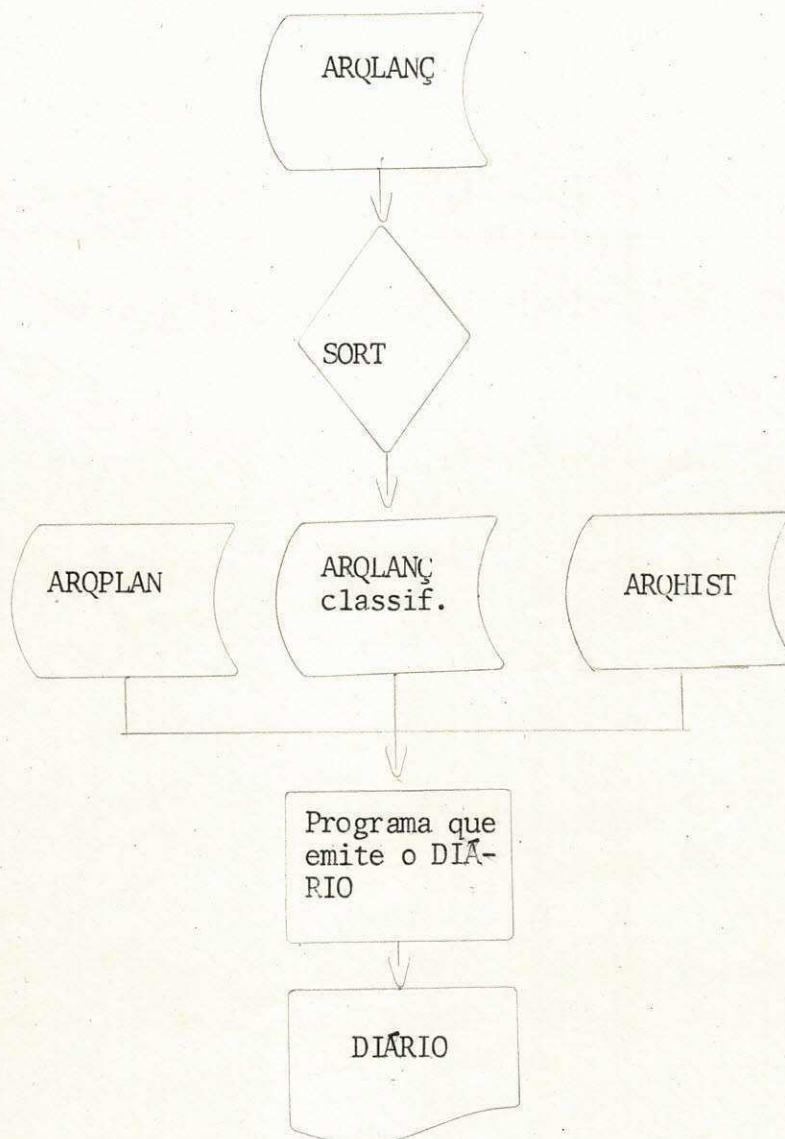 ARQLANÇ
SORT
ARQPLAN
ARQLANÇ
classif.
ARQHIST
Programa que
emite o DIÁ-
RIO
DIÁRIO